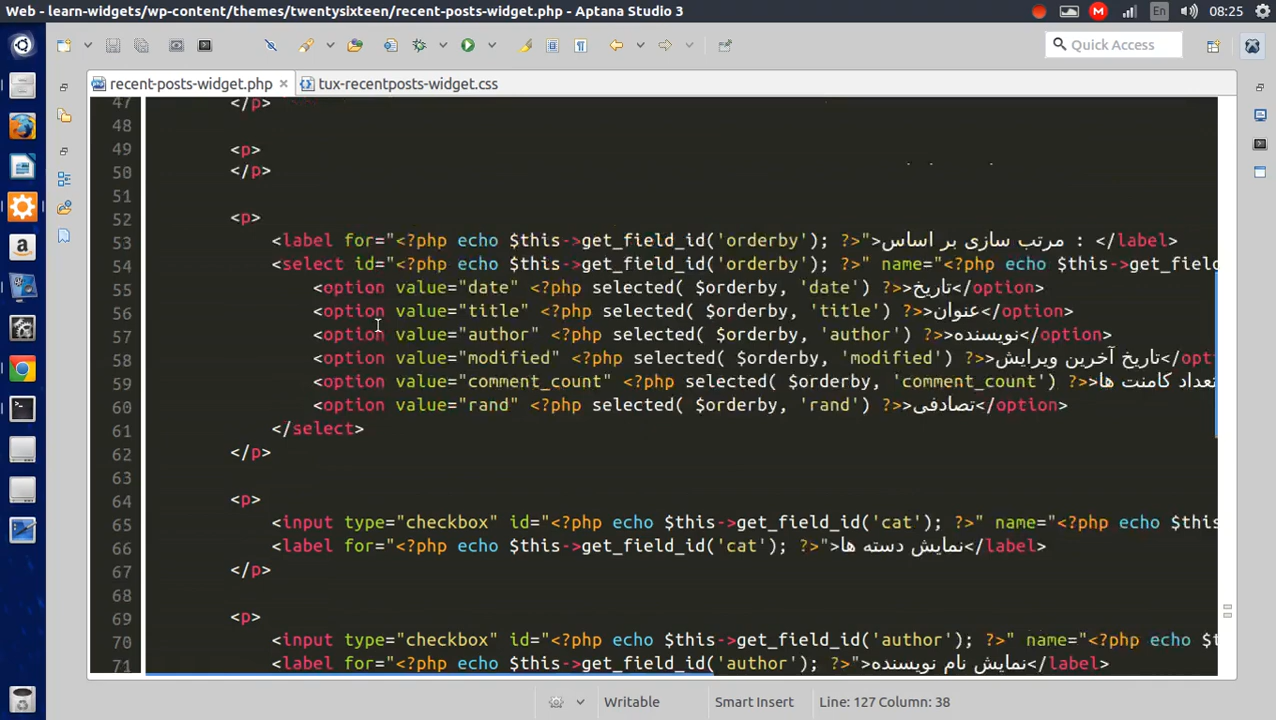 Web - learn-widgets/wp-content/themes/twentysixteen/recent-posts-widget.php - Aptana Studio 3
En
08:25
Quick Access
recent-posts-widget.php
tux-recentposts-widget.css
47 </p>
48
49 <p>
50 </p>
51
52 <p>
53 <label for="<?php echo $this->get_field_id('orderby'); ?>">مرتب سازی بر اساس : </label>
54 <select id="<?php echo $this->get_field_id('orderby'); ?>" name="<?php echo $this->get_field
55 <option value="date" <?php selected( $orderby, 'date') ?>>تاریخ</option>
56 <option value="title" <?php selected( $orderby, 'title') ?>>عنوان</option>
57 <option value="author" <?php selected( $orderby, 'author') ?>>نویسنده</option>
58 <option value="modified" <?php selected( $orderby, 'modified') ?>>تاریخ آخرین ویرایش</opt
59 <option value="comment_count" <?php selected( $orderby, 'comment_count') ?>>تعداد کامنت ها
60 <option value="rand" <?php selected( $orderby, 'rand') ?>>تصادفی</option>
61 </select>
62 </p>
63
64 <p>
65 <input type="checkbox" id="<?php echo $this->get_field_id('cat'); ?>" name="<?php echo $this
66 <label for="<?php echo $this->get_field_id('cat'); ?>">نمایش دسته ها</label>
67 </p>
68
69 <p>
70 <input type="checkbox" id="<?php echo $this->get_field_id('author'); ?>" name="<?php echo $t
71 <label for="<?php echo $this->get_field_id('author'); ?>">نمایش نام نویسنده</label>
Writable
Smart Insert
Line: 127 Column: 38